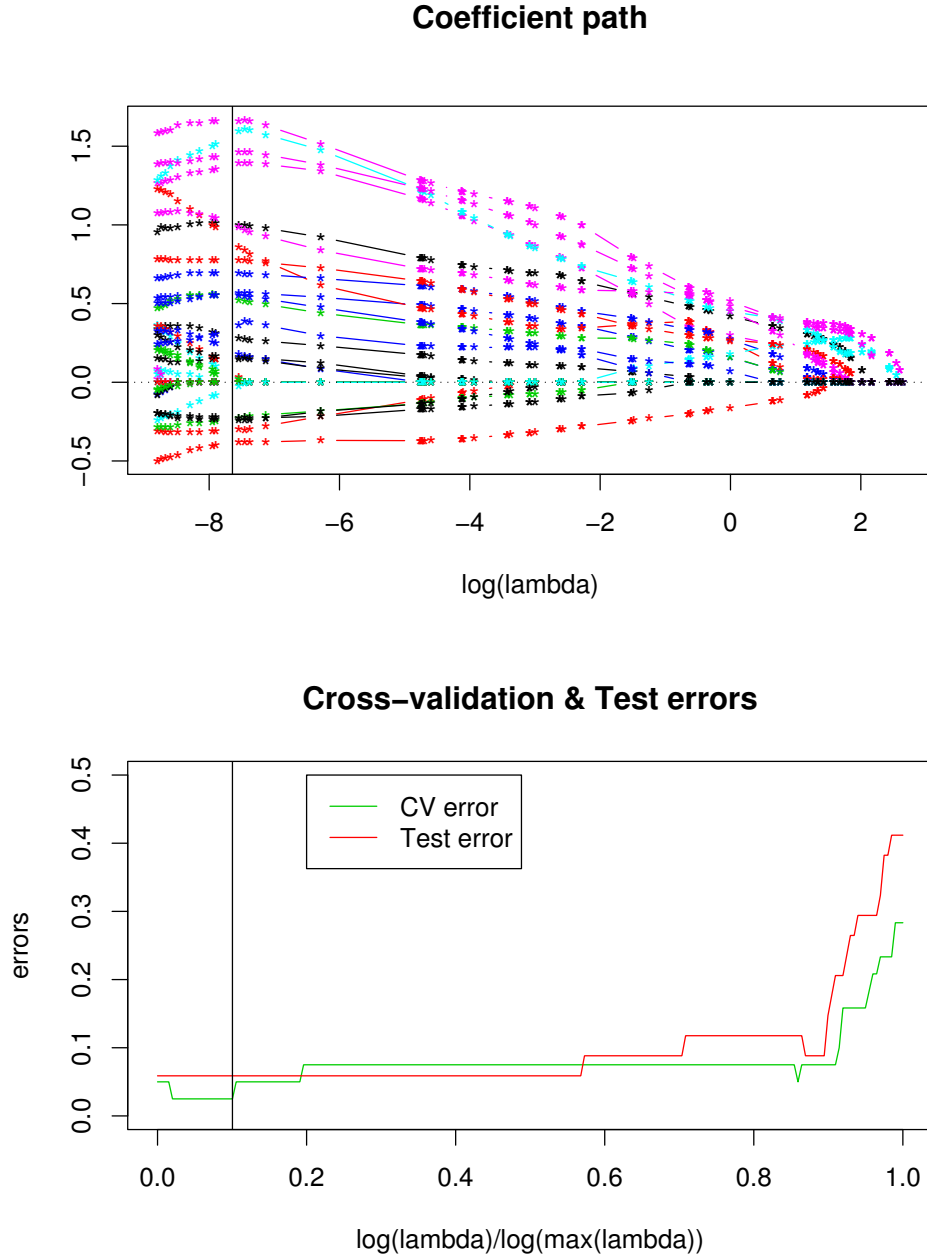 Coefficient path
1.5
1.0
0.5
0.0
−0.5
−8 −6 −4 −2 0 2
log(lambda)
Cross−validation & Test errors
errors
0.5
0.4
0.3
0.2
0.1
0.0
CV error
Test error
0.0 0.2 0.4 0.6 0.8 1.0
log(lambda)/log(max(lambda))